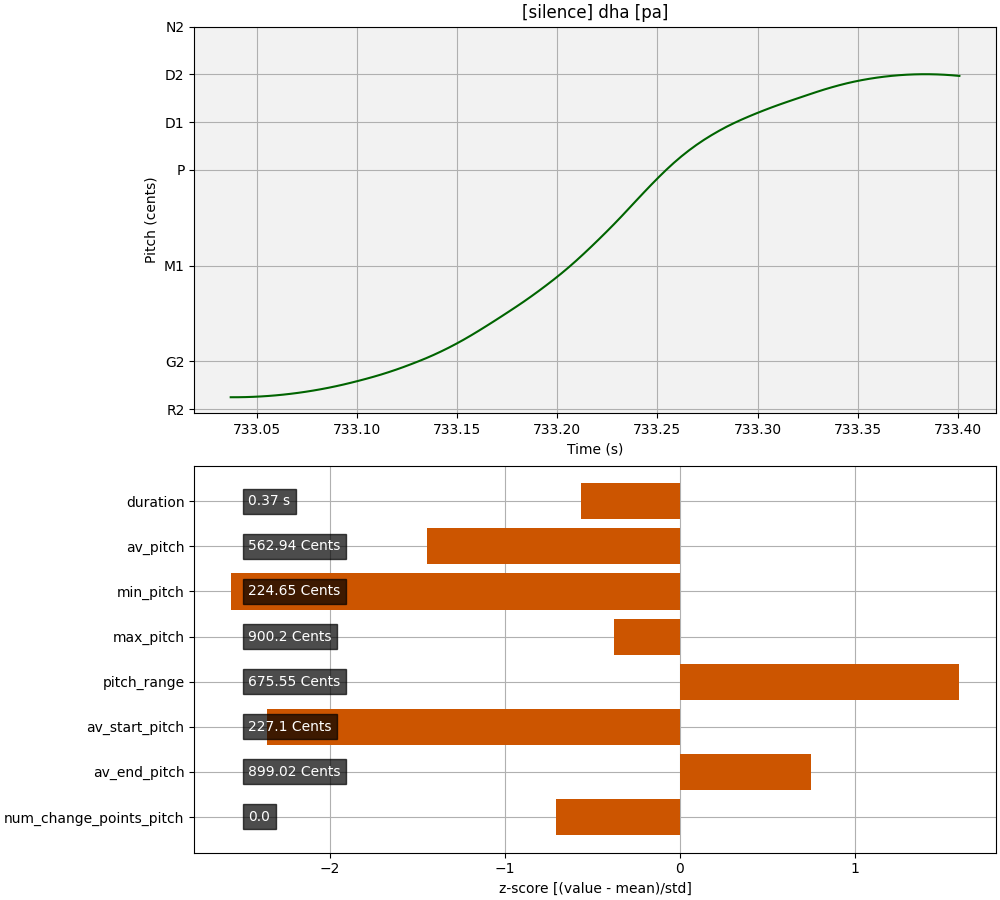 [silence] dha [pa]
N2
D2
D1
P
M1
G2
R2
Pitch (cents)
733.05 733.10 733.15 733.20 733.25 733.30 733.35 733.40
Time (s)
duration 0.37 s
av_pitch 562.94 Cents
min_pitch 224.65 Cents
max_pitch 900.2 Cents
pitch_range 675.55 Cents
av_start_pitch 227.1 Cents
av_end_pitch 899.02 Cents
num_change_points_pitch 0.0
−2 −1 0 1
z-score [(value - mean)/std]